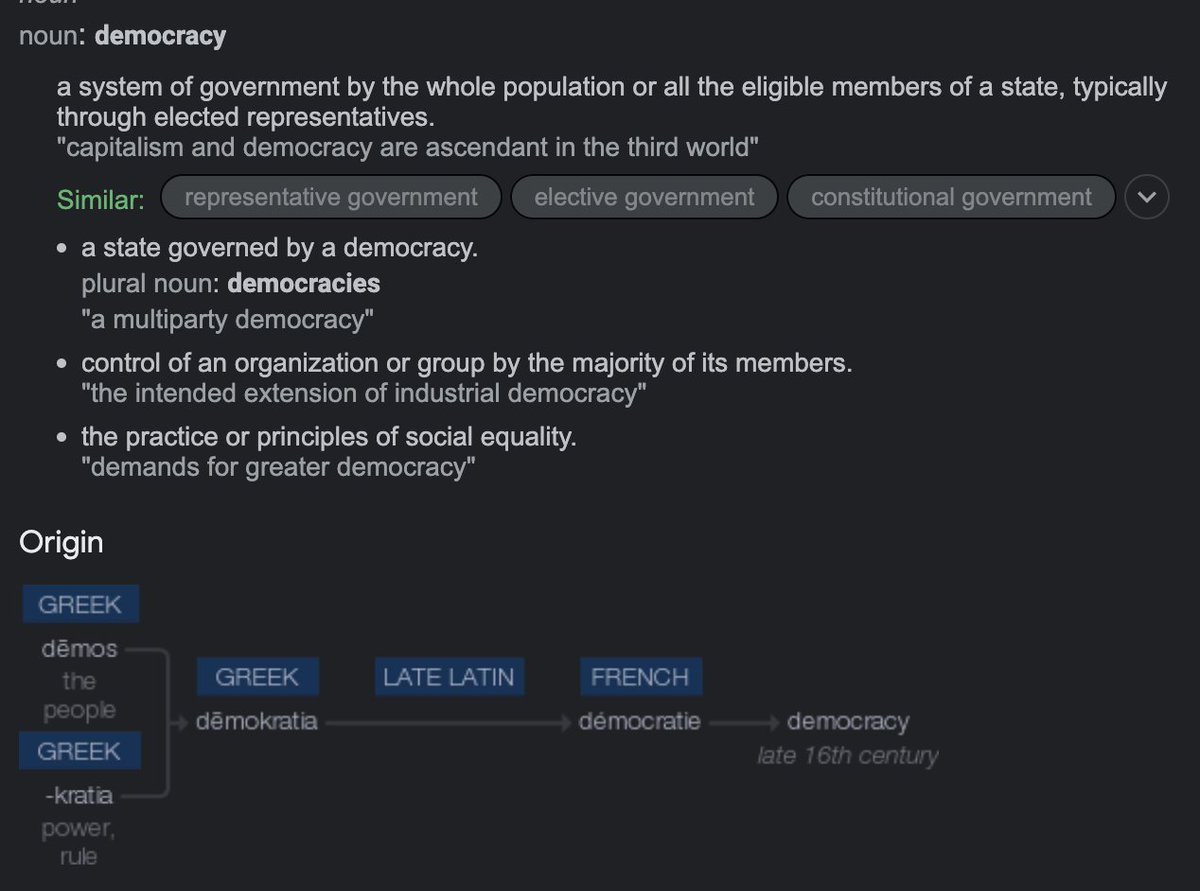 noun
noun: democracy
a system of government by the whole population or all the eligible members of a state, typically
through elected representatives.
"capitalism and democracy are ascendant in the third world"
Similar: representative government elective government constitutional government
• a state governed by a democracy.
plural noun: democracies
"a multiparty democracy"
• control of an organization or group by the majority of its members.
"the intended extension of industrial democracy"
• the practice or principles of social equality.
"demands for greater democracy"
Origin
GREEK
dēmos
the
people
GREEK
-kratia
power,
rule
GREEK
dēmokratia
LATE LATIN
FRENCH
démocratie
democracy
late 16th century